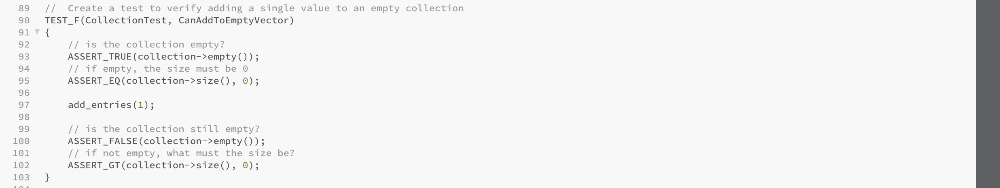 89 //  Create a test to verify adding a single value to an empty collection
90 TEST_F(CollectionTest, CanAddToEmptyVector)
91 {
92     // is the collection empty?
93     ASSERT_TRUE(collection->empty());
94     // if empty, the size must be 0
95     ASSERT_EQ(collection->size(), 0);
96
97     add_entries(1);
98
99     // is the collection still empty?
100     ASSERT_FALSE(collection->empty());
101     // if not empty, what must the size be?
102     ASSERT_GT(collection->size(), 0);
103 }